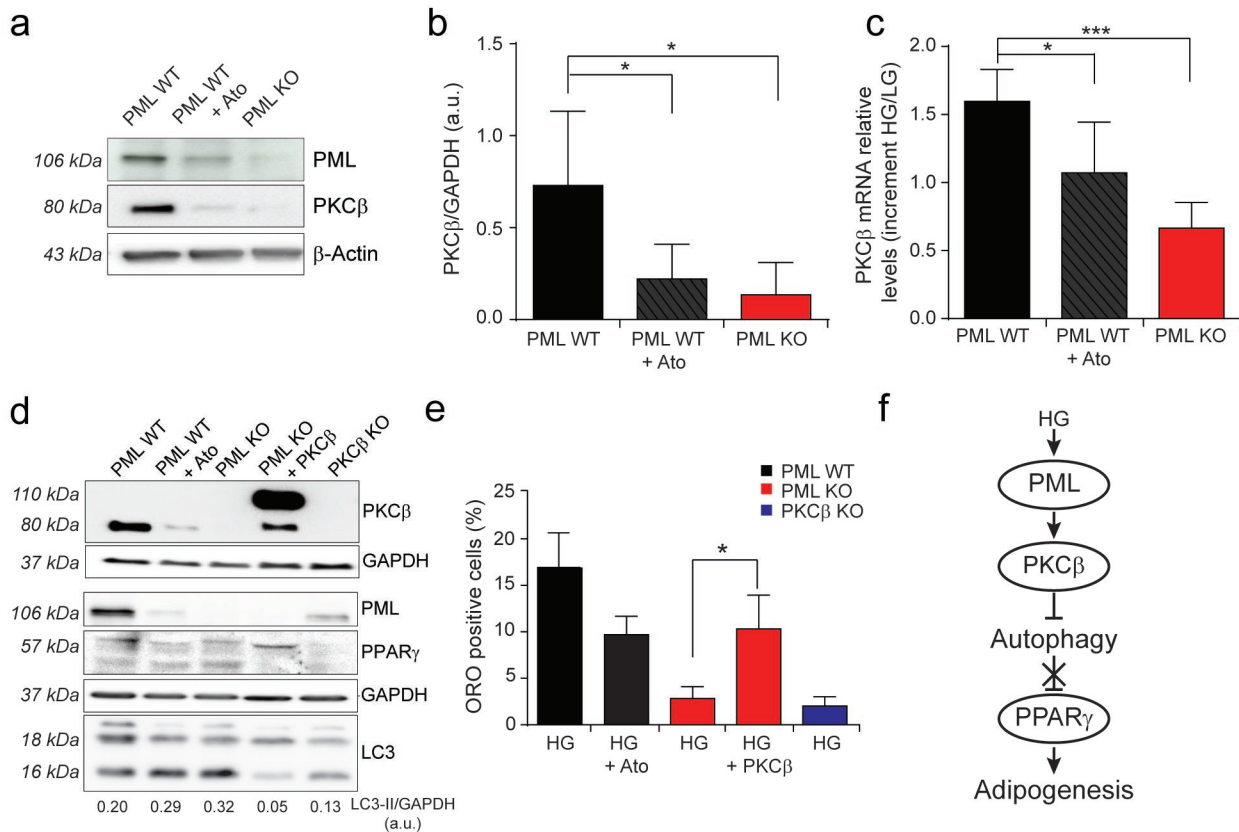 a
PML WT
PML WT
+ Ato
PML KO
106 kDa
PML
80 kDa
PKCβ
43 kDa
β-Actin
b
PKCβ/GAPDH (a.u.)
1.5
1.0
0.5
0.0
*
*
PML WT
PML WT
+ Ato
PML KO
c
PKCβ mRNA relative
levels (increment HG/LG)
2.0
1.5
1.0
0.5
0.0
***
*
PML WT
PML WT
+ Ato
PML KO
d
PML WT
PML WT
+ Ato
PML KO
PML KO
+ PKCβ
PKCβ KO
110 kDa
80 kDa
PKCβ
37 kDa
GAPDH
106 kDa
PML
57 kDa
PPARγ
37 kDa
GAPDH
18 kDa
16 kDa
LC3
0.20 0.29 0.32 0.05 0.13 LC3-II/GAPDH
(a.u.)
e
PML WT
PML KO
PKCβ KO
ORO positive cells (%)
25
20
15
10
5
0
*
HG
HG
+ Ato
HG
HG
+ PKCβ
HG
f
HG
PML
PKCβ
Autophagy
PPARγ
Adipogenesis